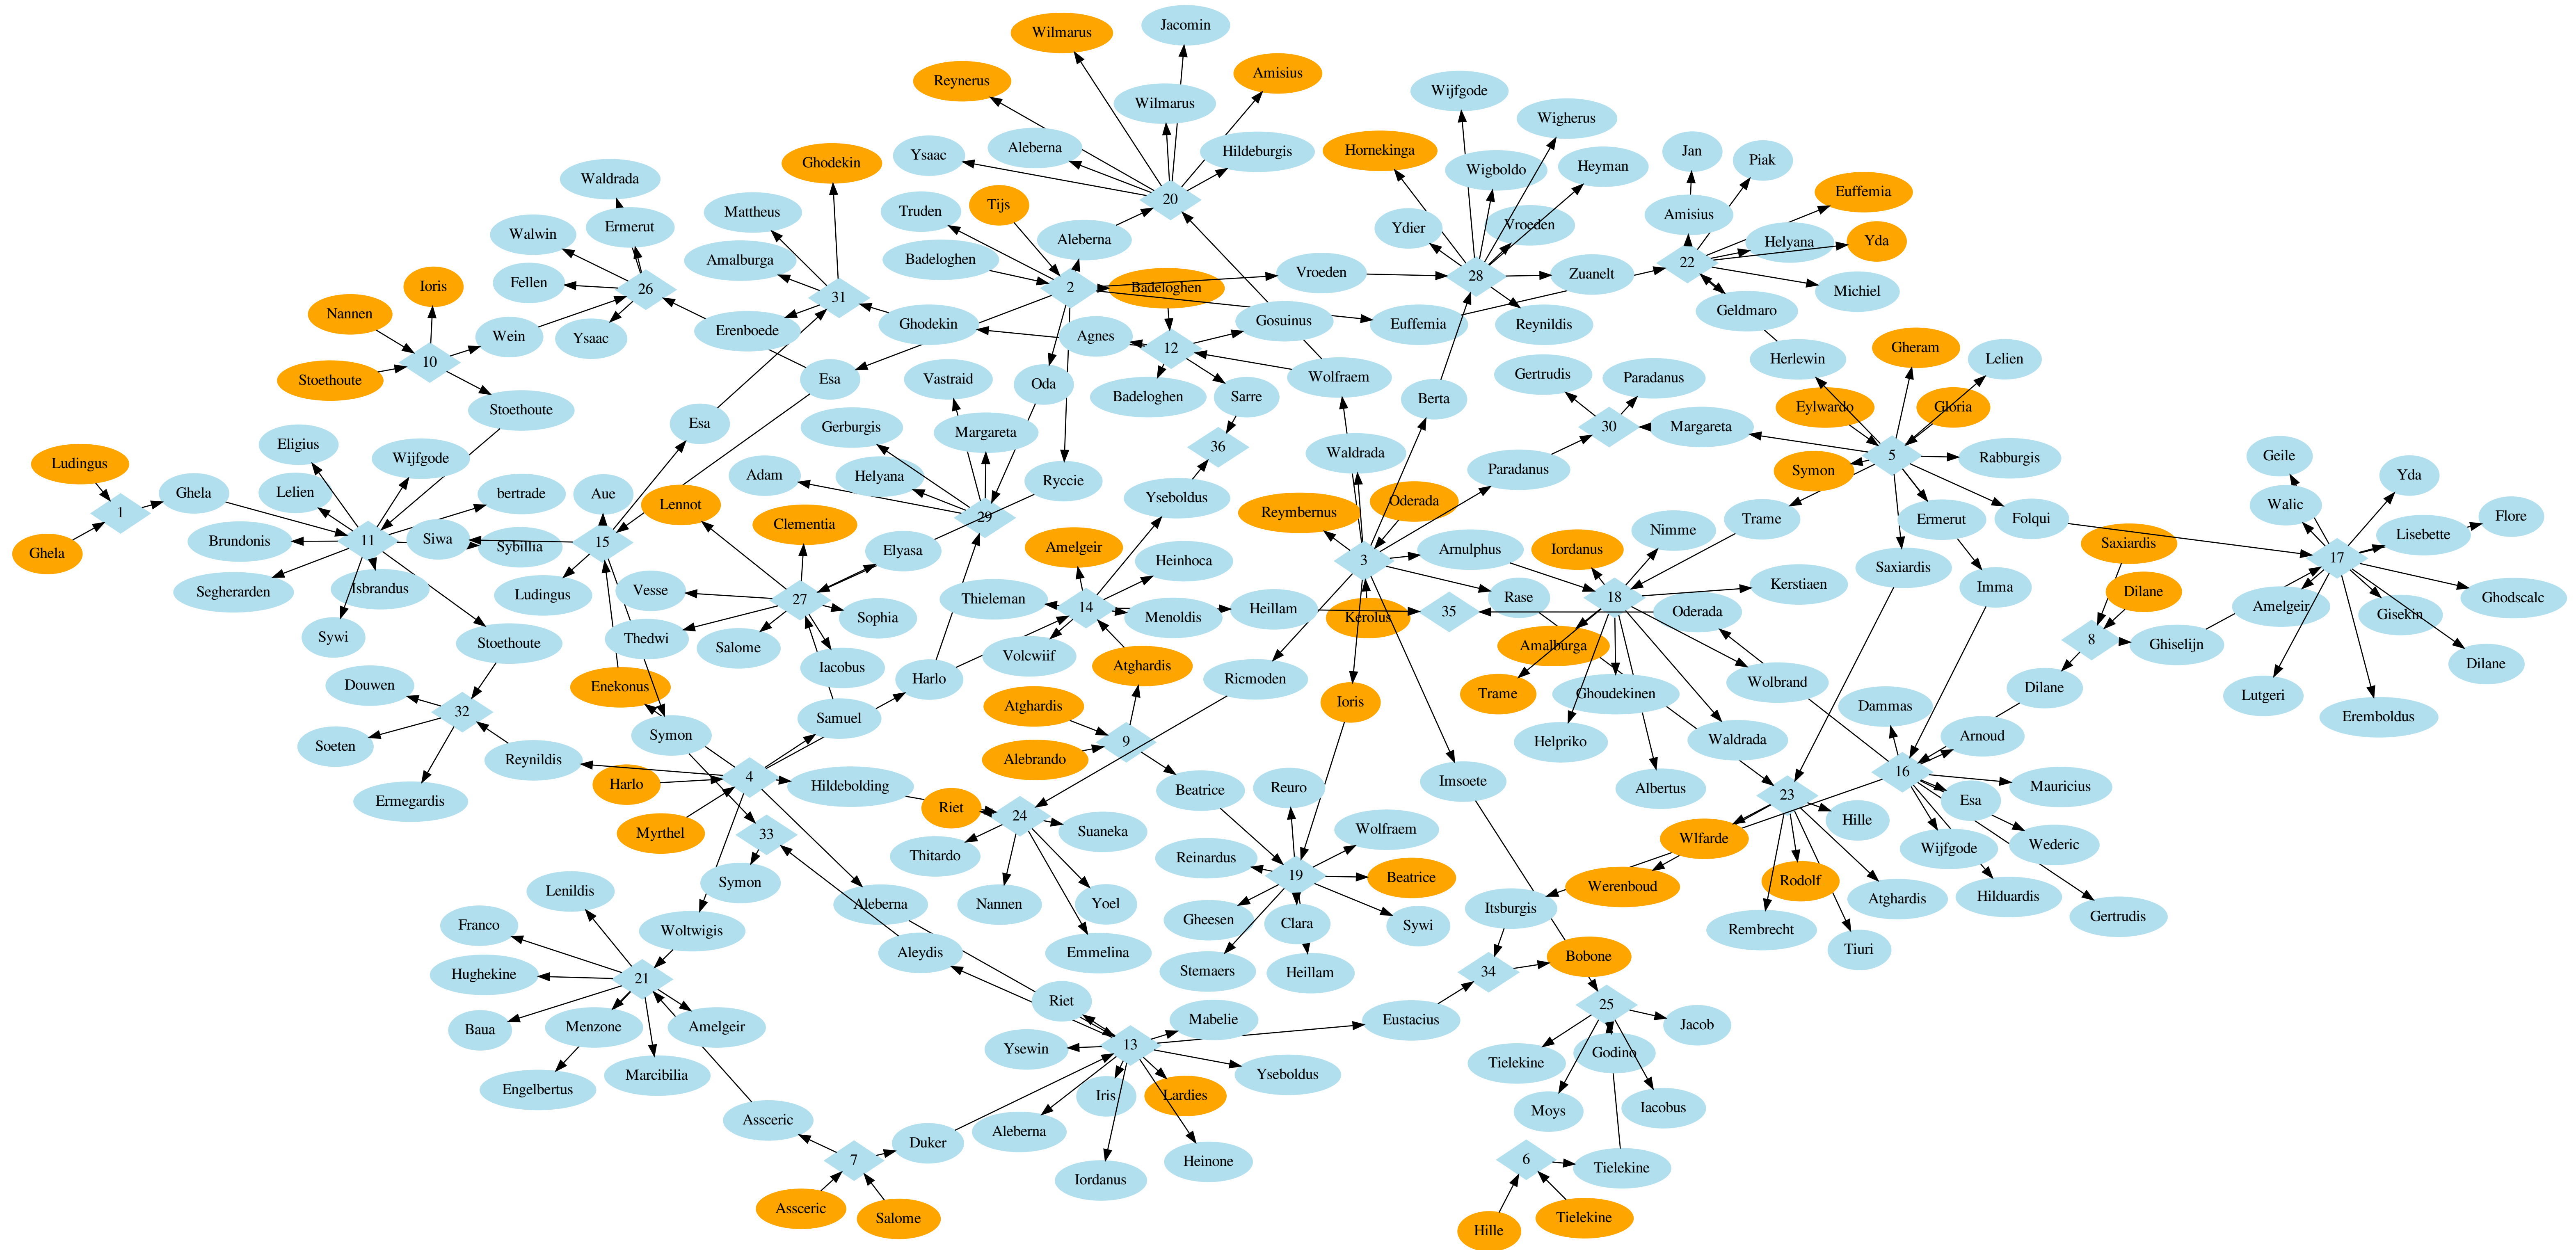 Jacomin
Wilmarus
Amisius
Reynerus
Wijfgode
Wilmarus
Wigherus
Aleberna
Hildeburgis
Hornekinga
Ysaac
Ghodekin
Wigboldo
Heyman
Jan
Piak
Waldrada
20
Euffemia
Tijs
Truden
Mattheus
Amisius
Ermerut
Walwin
Ydier
Vroeden
Aleberna
Helyana
Yda
Amalburga
Badeloghen
22
Fellen
Ioris
26
31
2
Badeloghen
Vroeden
28
Zuanelt
Michiel
Nannen
Geldmaro
Wein
Ysaac
Erenboede
Ghodekin
Agnes
Gosuinus
Euffemia
Reynildis
12
Gheram
10
Herlewin
Lelien
Stoethoute
Esa
Vastraid
Oda
Wolfraem
Gertrudis
Paradanus
Badeloghen
Sarre
Berta
Eylwardo
Gloria
Stoethoute
Esa
Gerburgis
Margareta
30
Margareta
Eligius
Wijfgode
36
Waldrada
5
Rabburgis
Geile
Ludingus
Adam
Helyana
Ryccie
Paradanus
Symon
Yda
Ghela
Lelien
bertrade
Aue
Lennot
Yseboldus
Oderada
Walic
1
29
Reymbernus
Trame
Ermerut
Folqui
Flore
Clementia
Nimme
Lisebette
Brundonis
11
Siwa
Sybillia
15
Elyasa
Amelgeir
Arnulphus
Iordanus
Saxiardis
Ghela
3
Heinhoca
17
Saxiardis
Kerstiaen
Imma
Segherarden
Isbrandus
Ludingus
Vesse
27
Thieleman
14
Rase
18
Dilane
Ghodscalc
Sophia
Menoldis
Heillam
Kerolus
35
Oderada
Amelgeir
Gisekin
Sywi
Stoethoute
Thedwi
Salome
Iacobus
Volcwiif
Amalburga
8
Ghiselijn
Atghardis
Dilane
Douwen
Enekonus
Harlo
Ricmoden
Trame
Ghoudekinen
Wolbrand
Dilane
Lutgeri
32
Samuel
Atghardis
Ioris
Dammas
Eremboldus
Soeten
Symon
9
Helpriko
Waldrada
Arnoud
Reynildis
Alebrando
16
Harlo
4
Hildebolding
Beatrice
Reuro
Imsoete
Albertus
Mauricius
Ermegardis
Riet
24
23
Esa
Myrthel
33
Suaneka
Wolfraem
Hille
Wlfarde
Wijfgode
Wederic
Thitardo
Reinardus
19
Beatrice
Lenildis
Symon
Werenboud
Rodolf
Atghardis
Hilduardis
Franco
Aleberna
Nannen
Yoel
Gheesen
Clara
Sywi
Itsburgis
Gertrudis
Woltwigis
Rembrecht
Tiuri
Hughekine
21
Aleydis
Emmelina
Stemaers
Heillam
34
Bobone
Baua
Menzone
Amelgeir
Riet
Mabelie
Eustacius
25
Jacob
Ysewin
13
Engelbertus
Marcibilia
Yseboldus
Tielekine
Godino
Iris
Lardies
Assceric
Duker
Aleberna
Moys
Iacobus
7
Iordanus
Heinone
6
Tielekine
Assceric
Salome
Hille
Tielekine